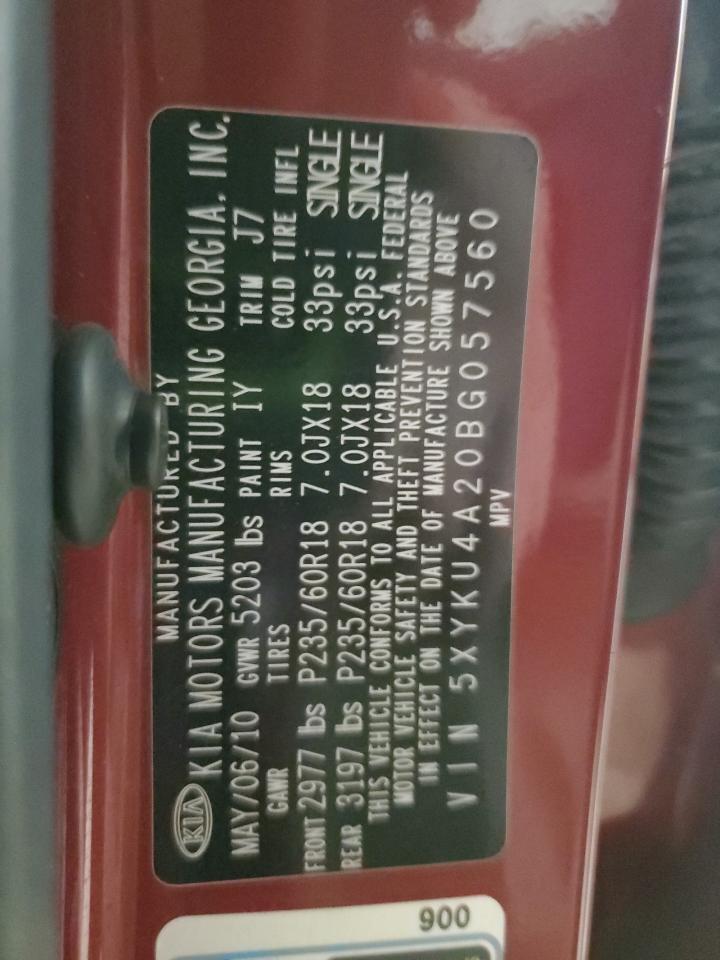 MANUFACTURED BY
KIA KIA MOTORS MANUFACTURING GEORGIA, INC.
MAY/06/10 GVWR 5203 lbs PAINT IY TRIM J7
GAWR TIRES RIMS COLD TIRE INFL
FRONT 2977 lbs P235/60R18 7.0JX18 33psi SINGLE
REAR 3197 lbs P235/60R18 7.0JX18 33psi SINGLE
THIS VEHICLE CONFORMS TO ALL APPLICABLE U.S.A. FEDERAL
MOTOR VEHICLE SAFETY AND THEFT PREVENTION STANDARDS
IN EFFECT ON THE DATE OF MANUFACTURE SHOWN ABOVE
VIN 5XYKU4A20BG057560
MPV
900